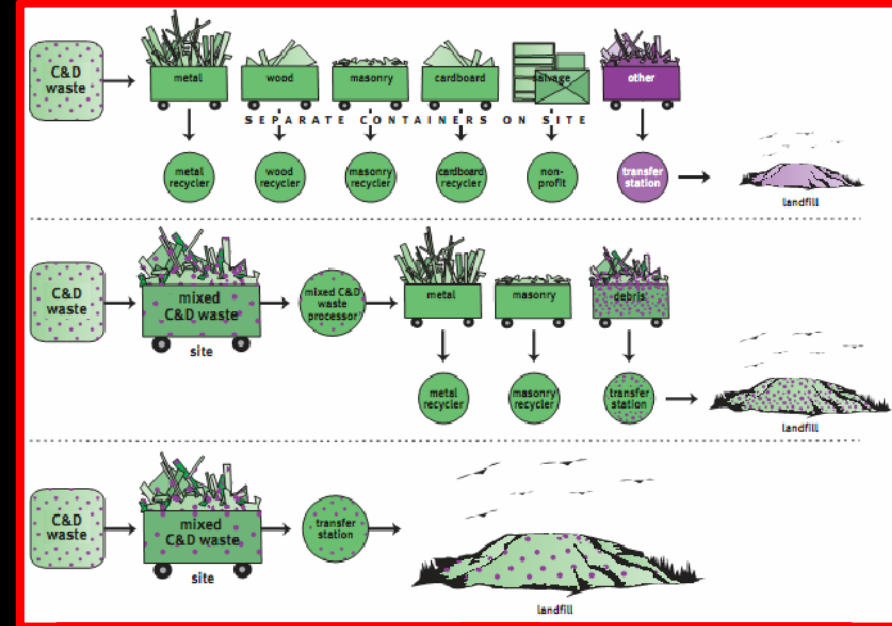 C&D
waste
metal
wood
masonry
cardboard
salvage
other
SEPARATE CONTAINERS ON SITE
metal
recycler
wood
recycler
masonry
recycler
cardboard
recycler
non-
profit
transfer
station
landfill
C&D
waste
mixed
C&D waste
site
mixed C&D
waste
processor
metal
masonry
debris
metal
recycler
masonry
recycler
transfer
station
landfill
C&D
waste
mixed
C&D waste
site
transfer
station
landfill